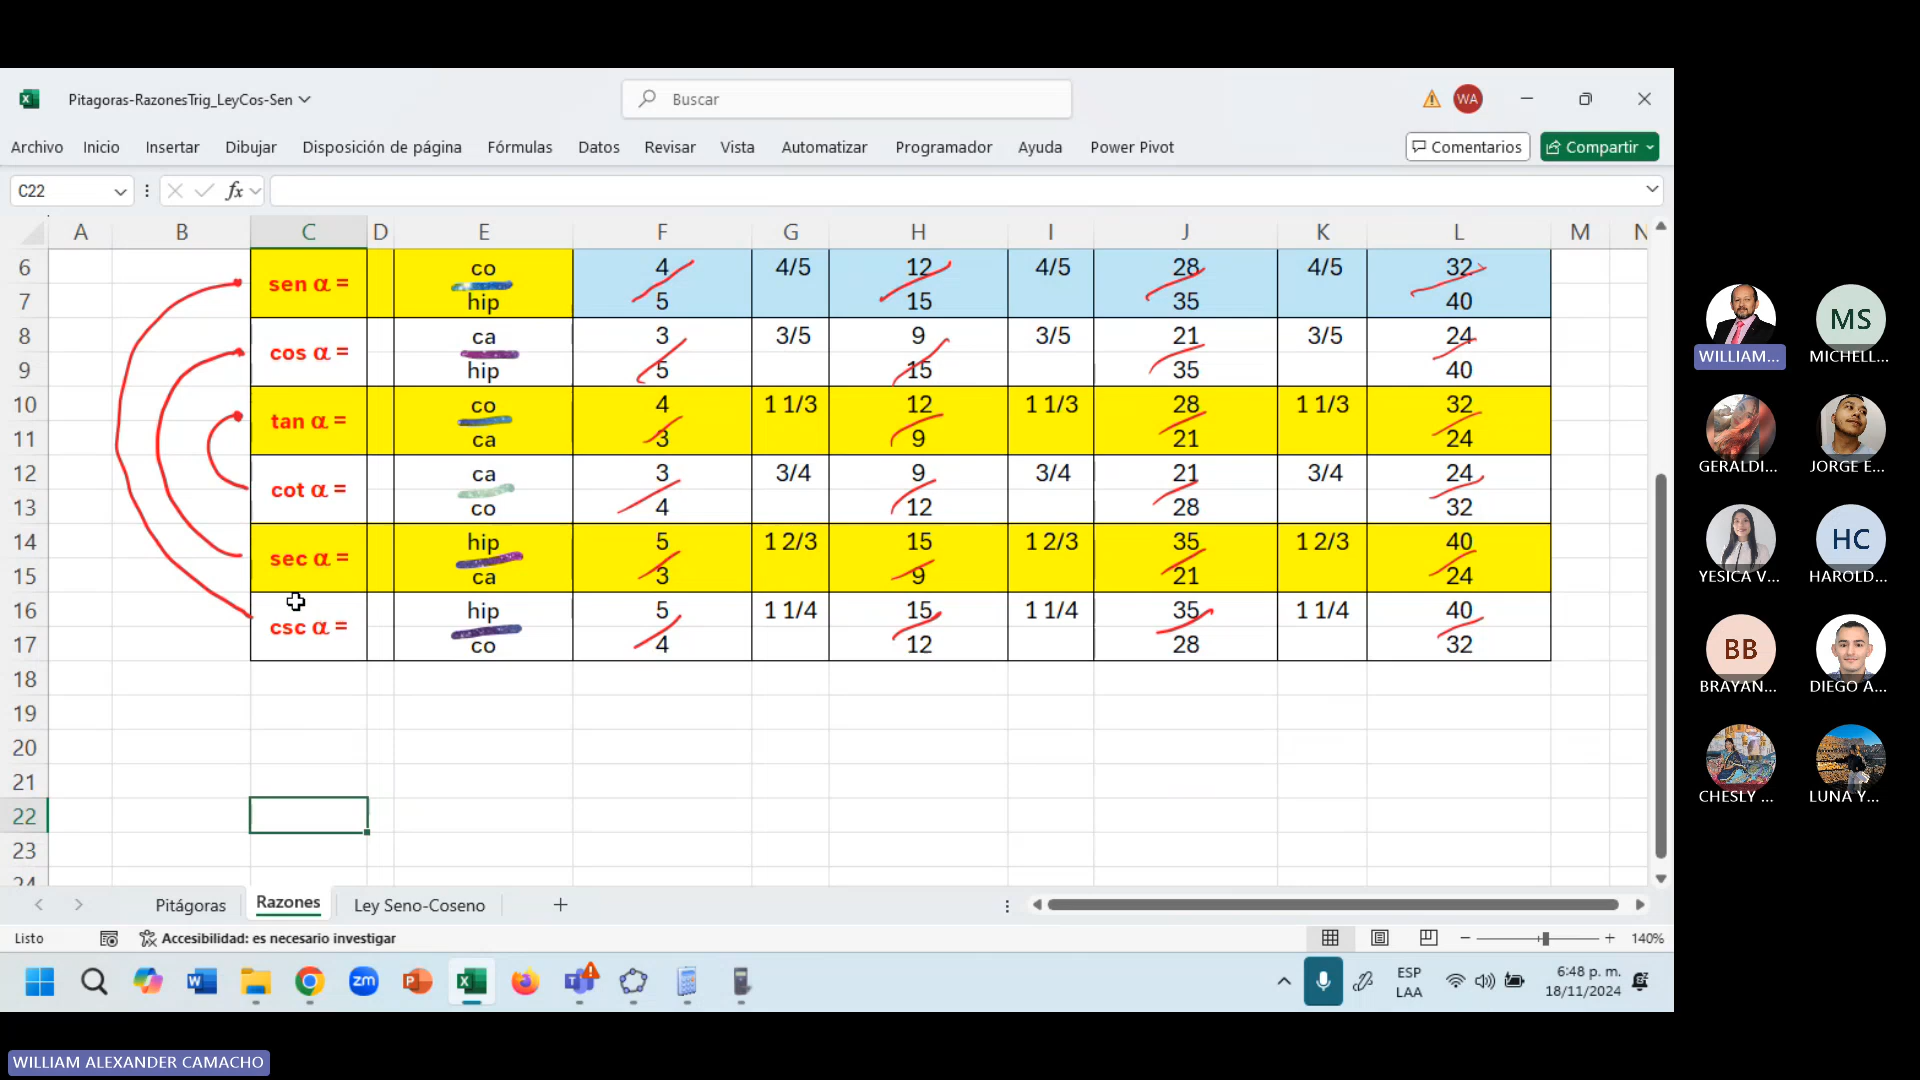 Pitagoras-RazonesTrig_LeyCos-Sen
Buscar
WA
Archivo Inicio Insertar Dibujar Disposición de página Fórmulas Datos Revisar Vista Automatizar Programador Ayuda Power Pivot Comentarios Compartir
C22 fx
A B C D E F G H I J K L M N
6 sen α = co 4 4/5 12 4/5 28 4/5 32
7 hip 5 15 35 40
8 cos α = ca 3 3/5 9 3/5 21 3/5 24
9 hip 5 15 35 40
10 tan α = co 4 1 1/3 12 1 1/3 28 1 1/3 32
11 ca 3 9 21 24
12 cot α = ca 3 3/4 9 3/4 21 3/4 24
13 co 4 12 28 32
14 sec α = hip 5 1 2/3 15 1 2/3 35 1 2/3 40
15 ca 3 9 21 24
16 csc α = hip 5 1 1/4 15 1 1/4 35 1 1/4 40
17 co 4 12 28 32
18
19
20
21
22
23
24
Pitágoras Razones Ley Seno-Coseno
Listo Accesibilidad: es necesario investigar 140%
zm
ESP
LAA
6:48 p. m.
18/11/2024
WILLIAM... MS MICHELL...
GERALDI... JORGE E...
YESICA V... HC HAROLD...
BB BRAYAN... DIEGO A...
CHESLY ... LUNA Y...
WILLIAM ALEXANDER CAMACHO